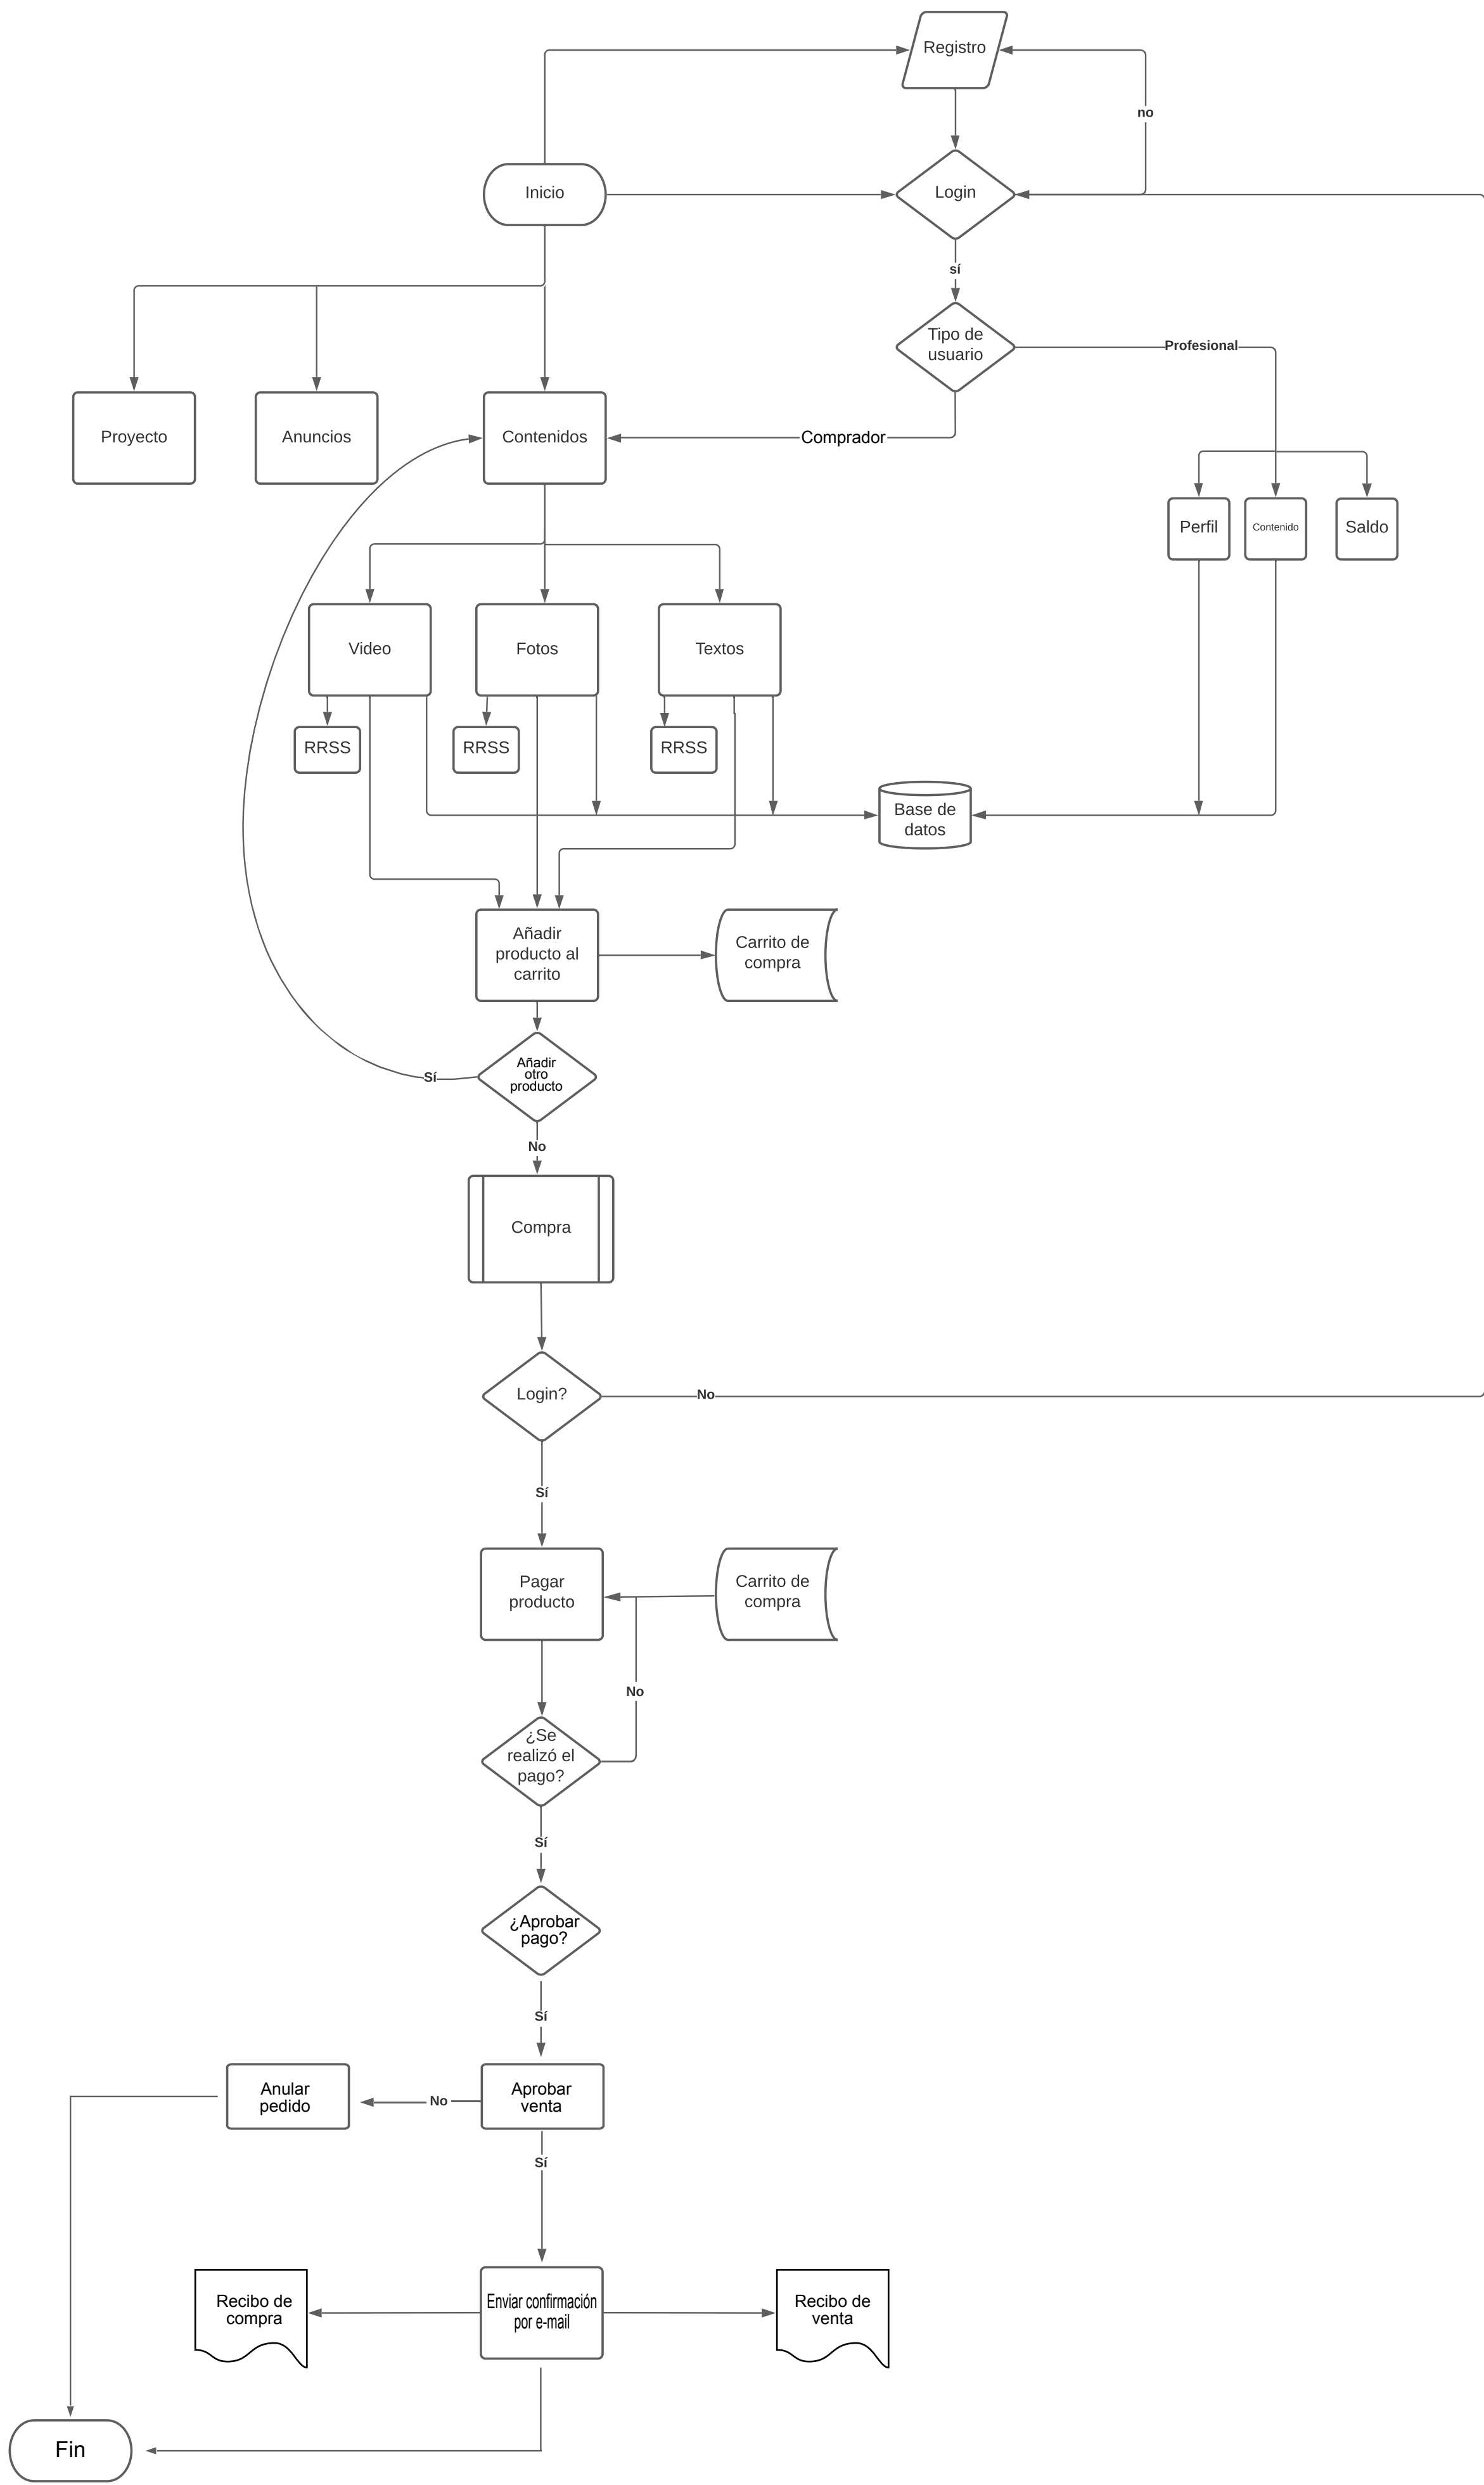 Registro
no
Inicio
Login
sí
Tipo de
usuario
Profesional
Proyecto
Anuncios
Contenidos
Comprador
Perfil
Contenido
Saldo
Video
Fotos
Textos
RRSS
RRSS
RRSS
Base de
datos
Añadir
producto al
carrito
Carrito de
compra
Añadir
otro
producto
Sí
No
Compra
Login?
No
Sí
Pagar
producto
Carrito de
compra
No
¿Se
realizó el
pago?
Sí
¿Aprobar
pago?
Sí
Anular
pedido
No
Aprobar
venta
Sí
Recibo de
compra
Enviar confirmación
por e-mail
Recibo de
venta
Fin